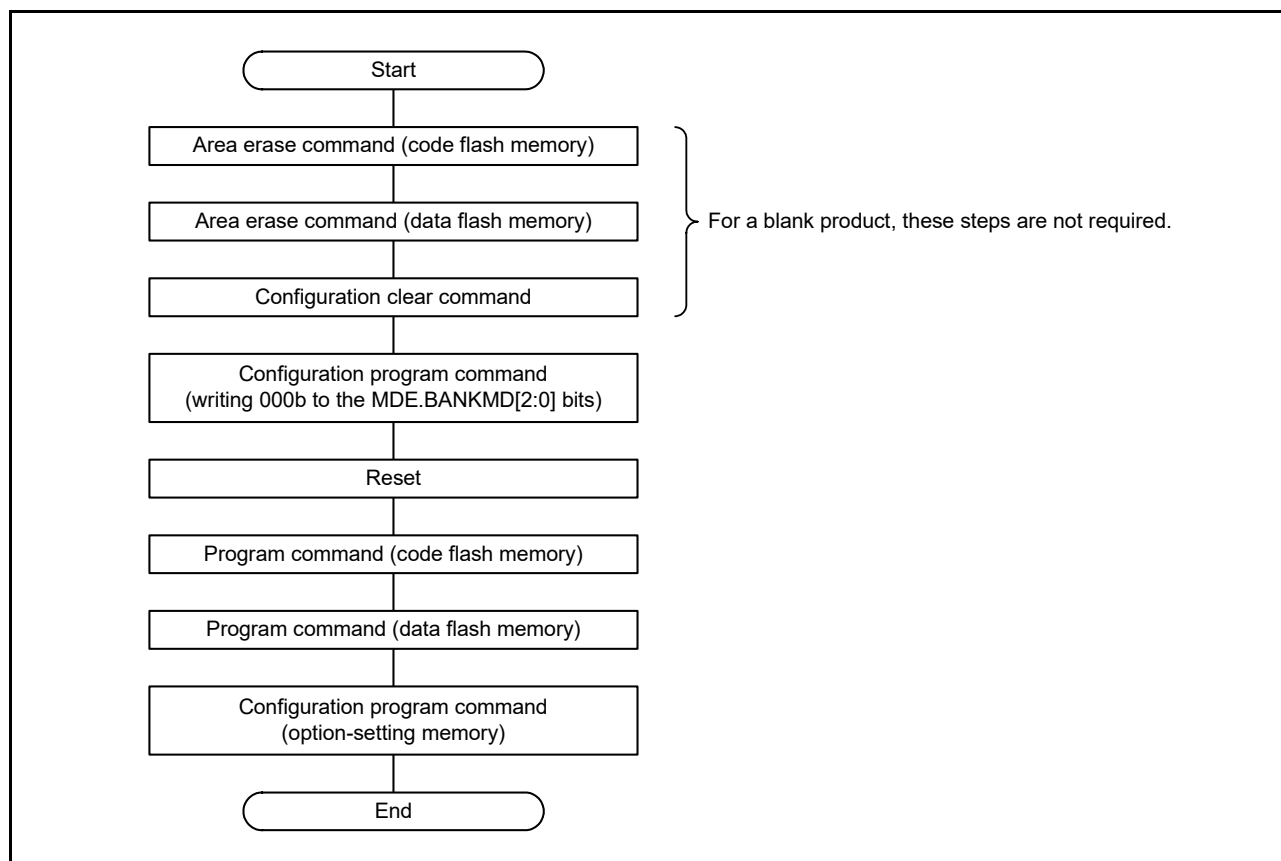 Start
Area erase command (code flash memory)
Area erase command (data flash memory)
For a blank product, these steps are not required.
Configuration clear command
Configuration program command
(writing 000b to the MDE.BANKMD[2:0] bits)
Reset
Program command (code flash memory)
Program command (data flash memory)
Configuration program command
(option-setting memory)
End